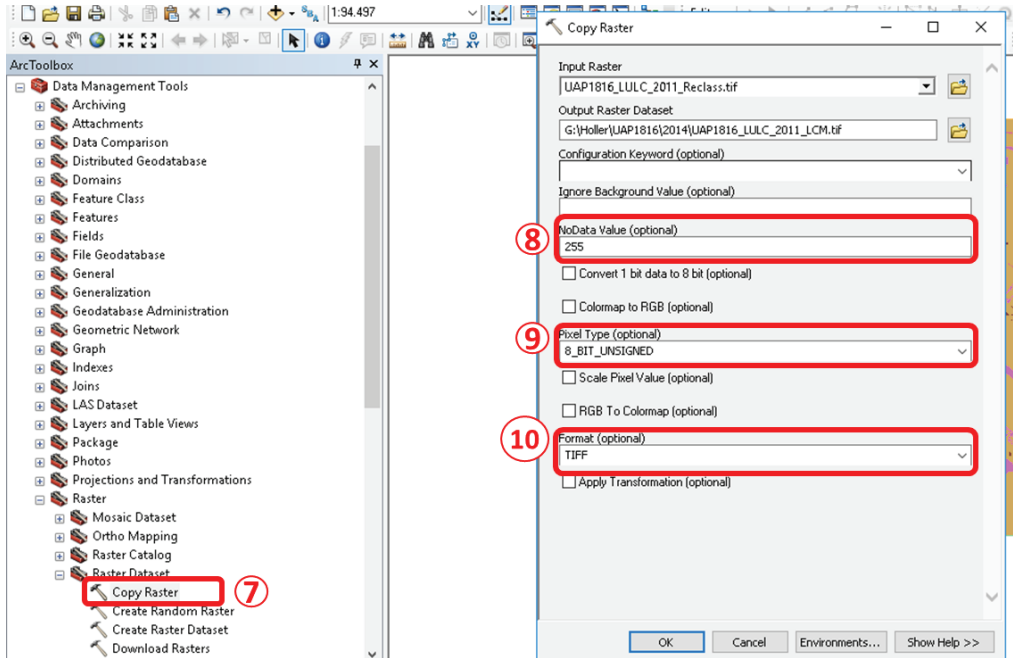 1:94.497
ArcToolbox
Data Management Tools
Archiving
Attachments
Data Comparison
Distributed Geodatabase
Domains
Feature Class
Features
Fields
File Geodatabase
General
Generalization
Geodatabase Administration
Geometric Network
Graph
Indexes
Joins
LAS Dataset
Layers and Table Views
Package
Photos
Projections and Transformations
Raster
Mosaic Dataset
Ortho Mapping
Raster Catalog
Raster Dataset
Copy Raster
7
Create Random Raster
Create Raster Dataset
Download Rasters
Copy Raster
Input Raster
UAP1816_LULC_2011_Reclass.tif
Output Raster Dataset
G:\Holler\UAP1816\2014\UAP1816_LULC_2011_LCM.tif
Configuration Keyword (optional)
Ignore Background Value (optional)
8
NoData Value (optional)
255
Convert 1 bit data to 8 bit (optional)
Colormap to RGB (optional)
9
Pixel Type (optional)
8_BIT_UNSIGNED
Scale Pixel Value (optional)
RGB To Colormap (optional)
10
Format (optional)
TIFF
Apply Transformation (optional)
OK
Cancel
Environments...
Show Help >>